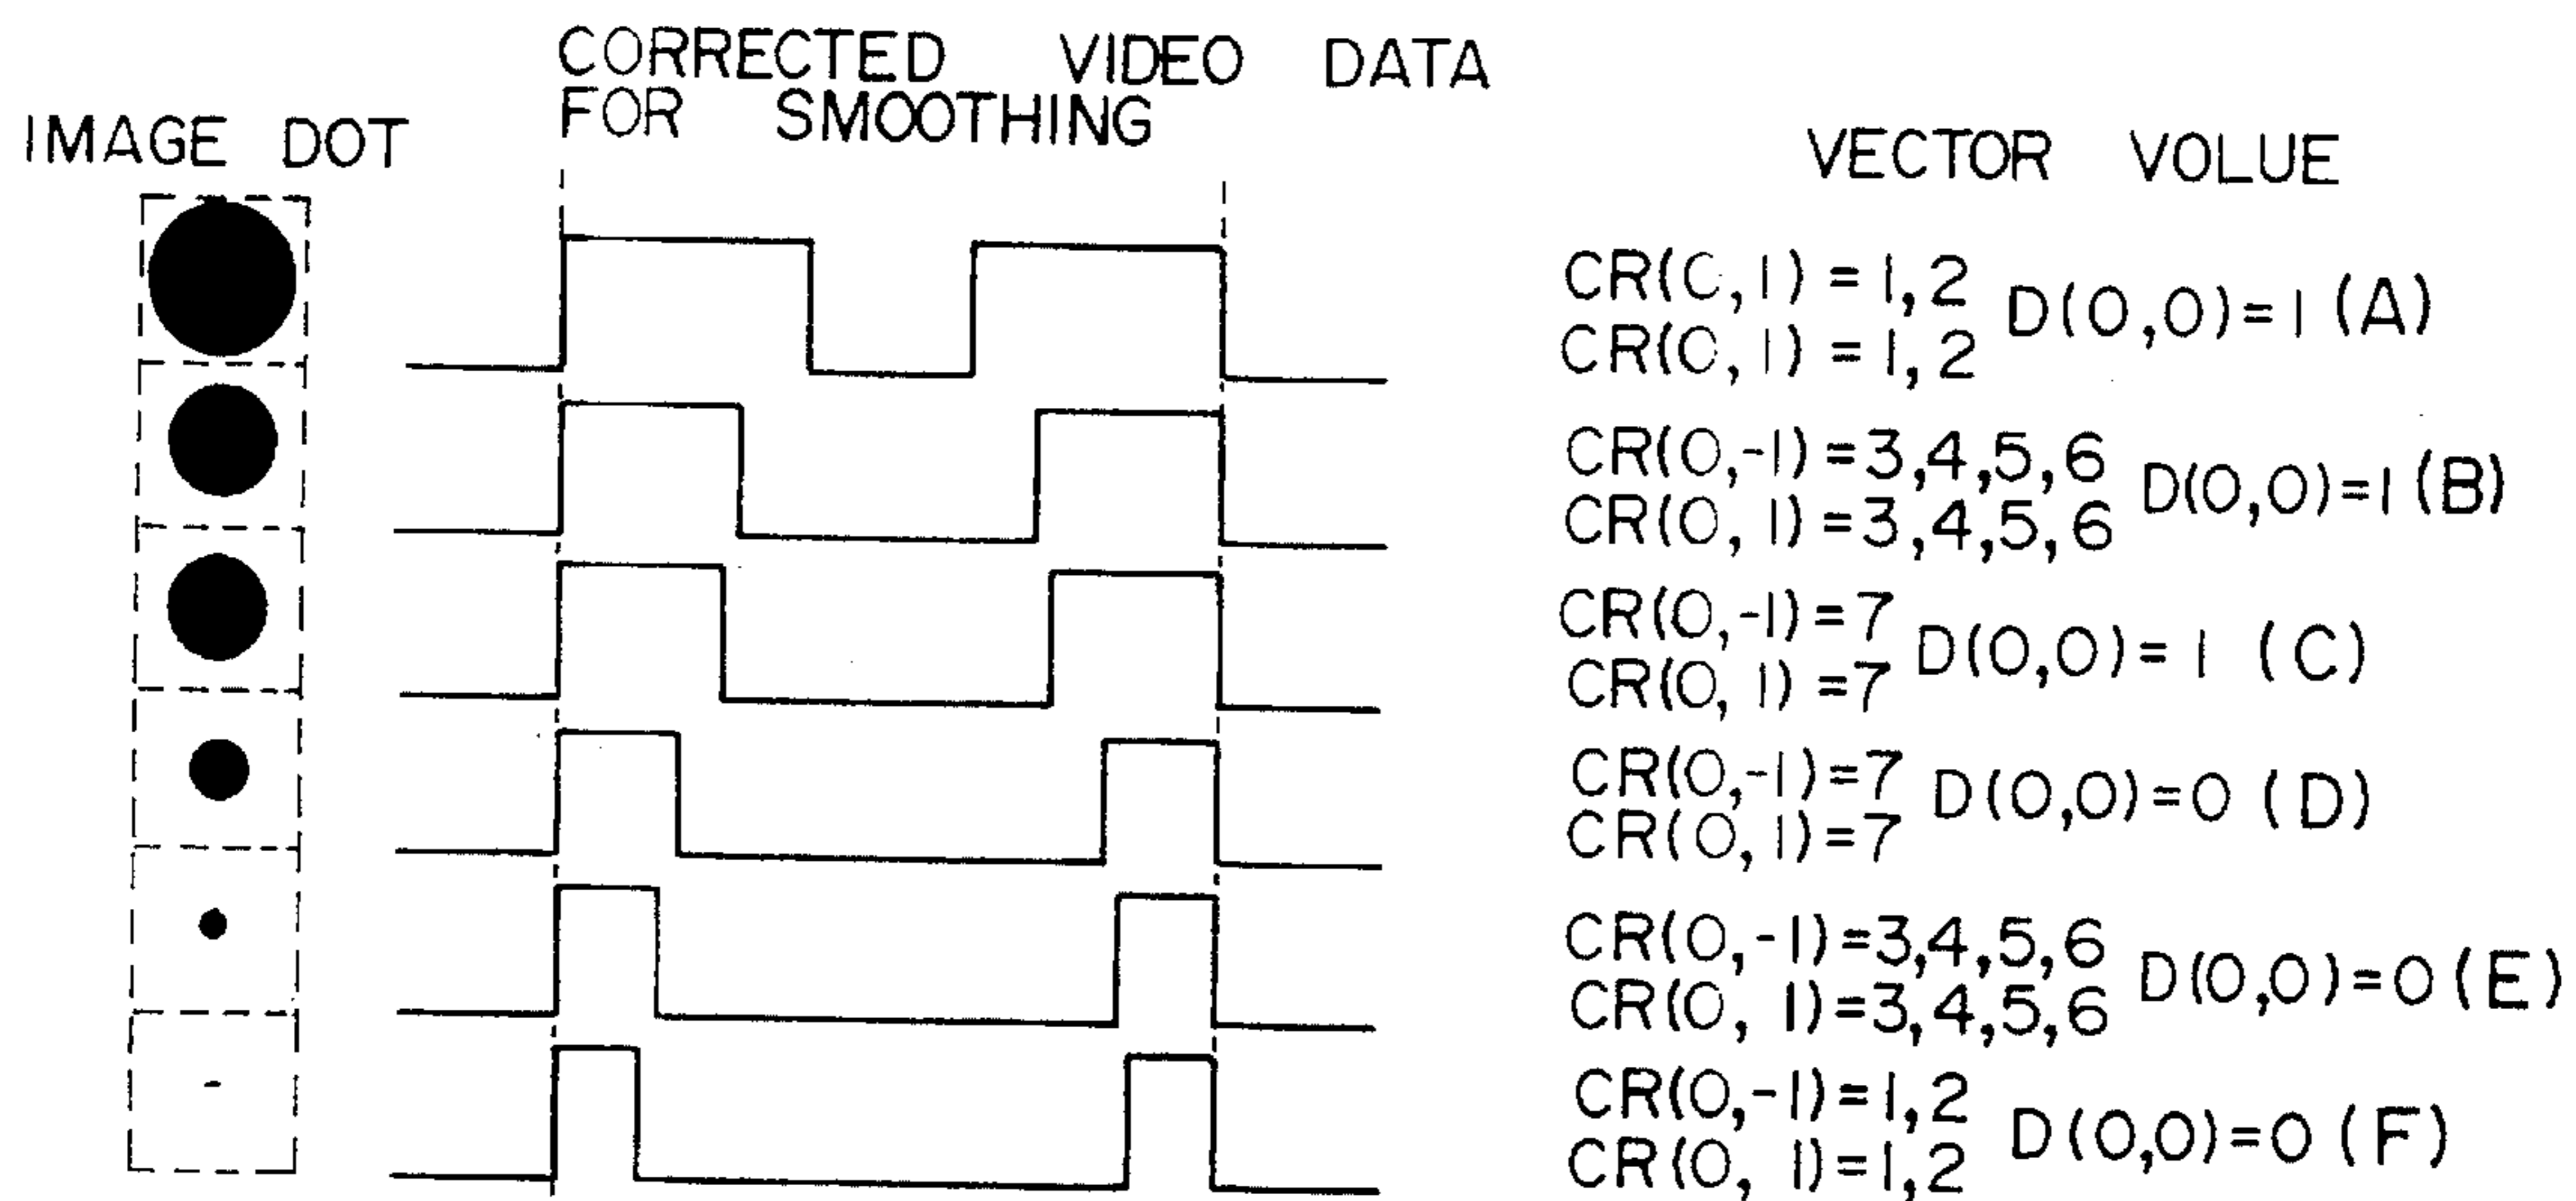 CORRECTED VIDEO DATA
FOR SMOOTHING
IMAGE DOT
VECTOR VOLUE
CR(0,1) = 1,2
CR(0, 1) = 1,2
D(0,0)=1 (A)
CR(0,-1) = 3,4,5,6
CR(0, 1) = 3,4,5,6
D(0,0)=1 (B)
CR(0,-1) = 7
CR(0, 1) = 7
D(0,0)= 1 (C)
CR(0,-1)=7
CR(0, 1)=7
D(0,0)=0 (D)
CR(0,-1)=3,4,5,6
CR(0, 1)=3,4,5,6
D(0,0)=0 (E)
CR(0,-1)=1,2
CR(0, 1)=1,2
D(0,0)=0 (F)